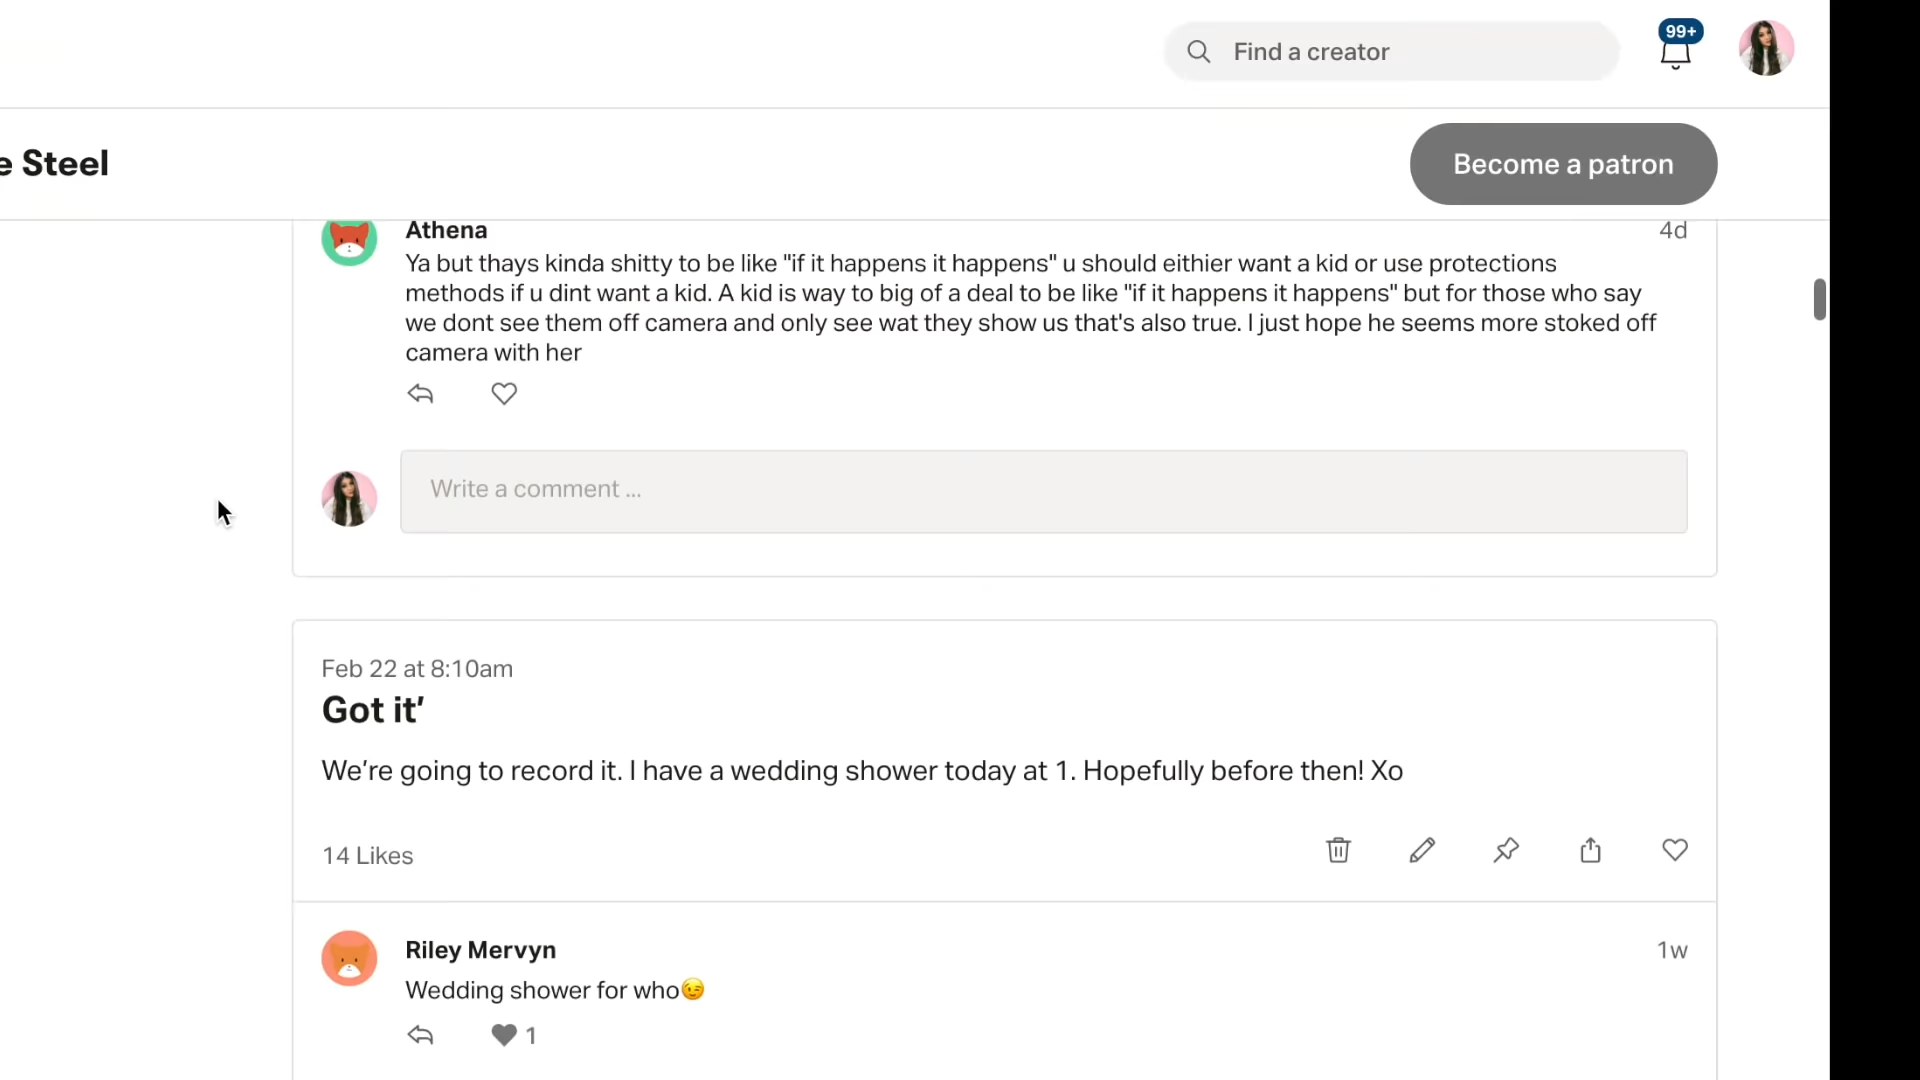 Find a creator
99+
e Steel
Become a patron
Athena
4d
Ya but thays kinda shitty to be like "if it happens it happens" u should eithier want a kid or use protections
methods if u dint want a kid. A kid is way to big of a deal to be like "if it happens it happens" but for those who say
we dont see them off camera and only see wat they show us that's also true. I just hope he seems more stoked off
camera with her
Write a comment ...
Feb 22 at 8:10am
Got it’
We’re going to record it. I have a wedding shower today at 1. Hopefully before then! Xo
14 Likes
Riley Mervyn
1w
Wedding shower for who😉
1